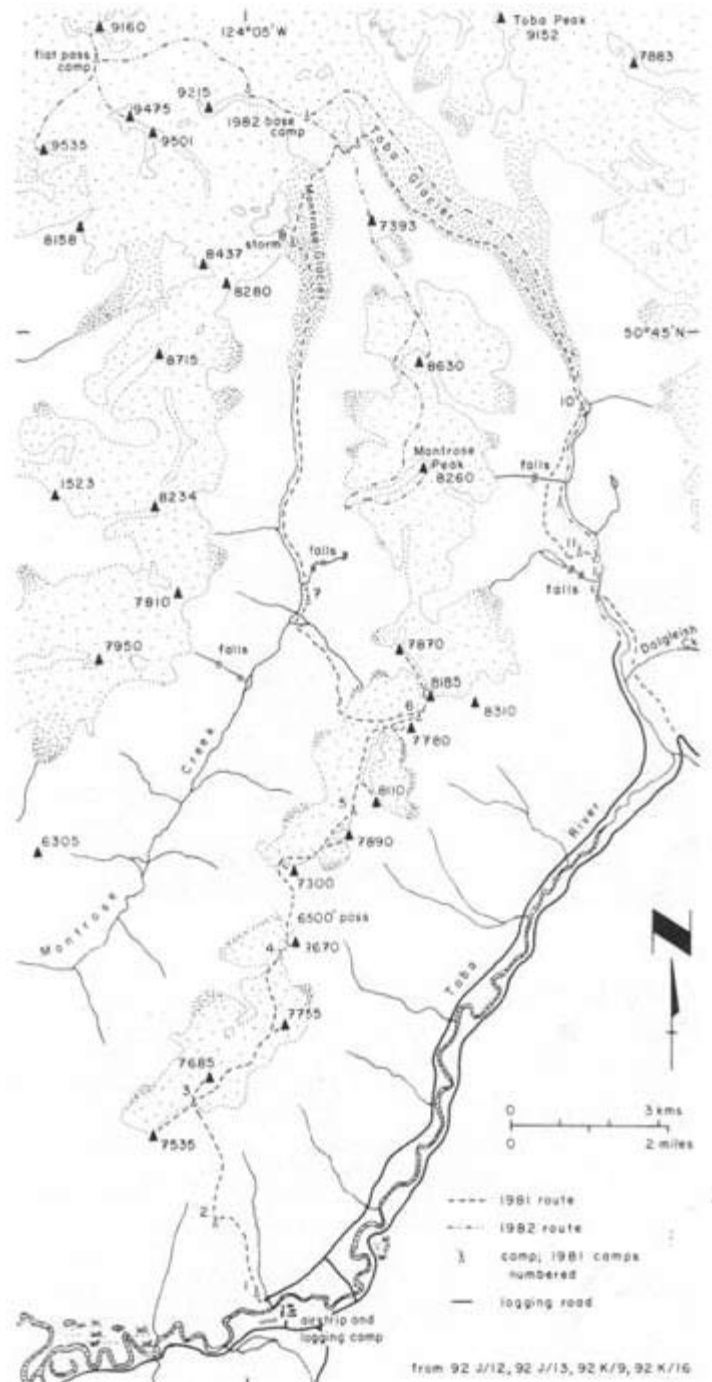 9160
124°05'W
Toba Peak
9152
7883
flat pass
camp
9475
9215
9501
1982 base
camp
9535
Toba Glacier
Montrose Glacier
8158
storm
8
7393
8437
8280
50°45'N
8715
8630
10
Montrose
Peak
8260
falls
1523
8234
11
falls
falls
7
7810
7950
falls
7870
Dalgleish
Ck
8185
6
8310
7780
Creek
8110
5
6305
7890
7300
Montrose
River
6500' pass
4
7670
Toba
7755
7685
3
7535
0 3 kms
0 2 miles
1981 route
1982 route
2
camp; 1981 camps
numbered
logging road
airstrip and
logging camp
from 92 J/12, 92 J/13, 92 K/9, 92 K/16